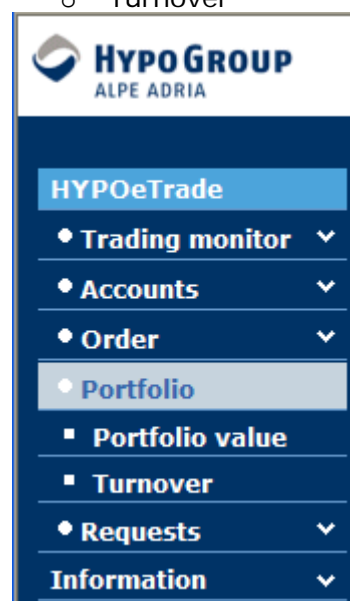 Turnover
HYPO GROUP
ALPE ADRIA
HYPOeTrade
Trading monitor
Accounts
Order
Portfolio
Portfolio value
Turnover
Requests
Information